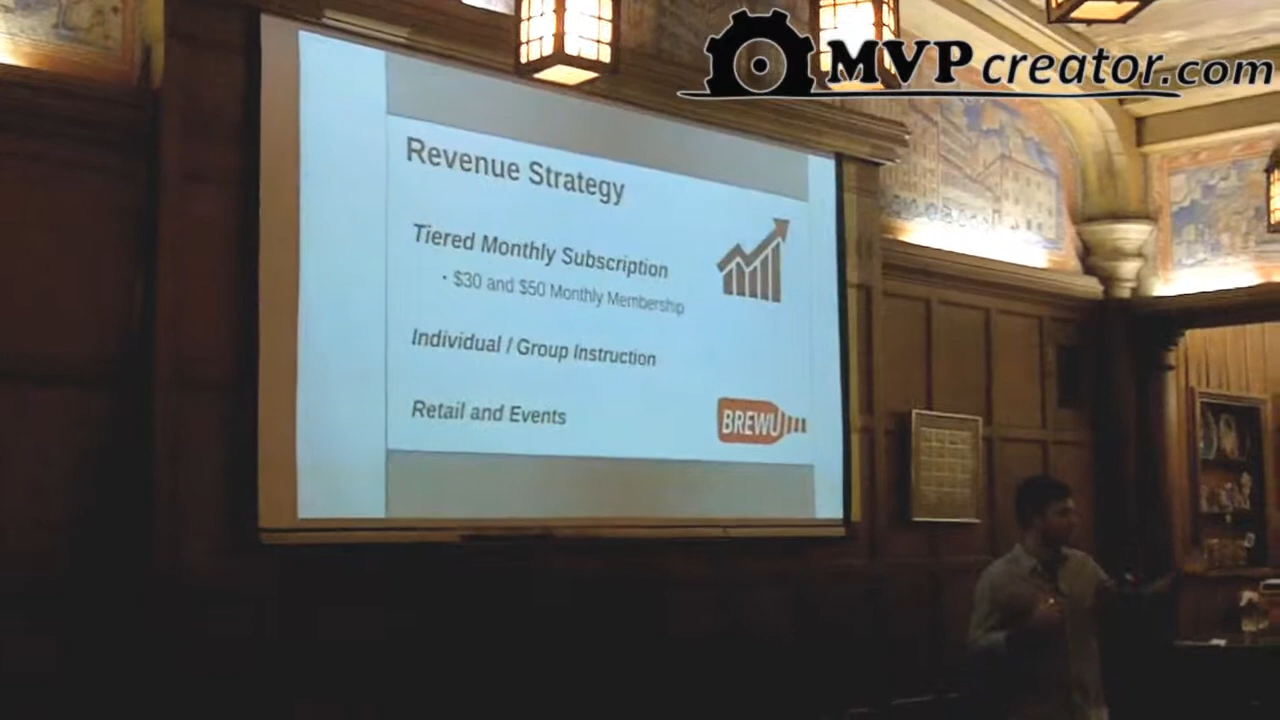 MVPcreator.com
Revenue Strategy
Tiered Monthly Subscription
• $30 and $50 Monthly Membership
Individual / Group Instruction
Retail and Events
BREWU